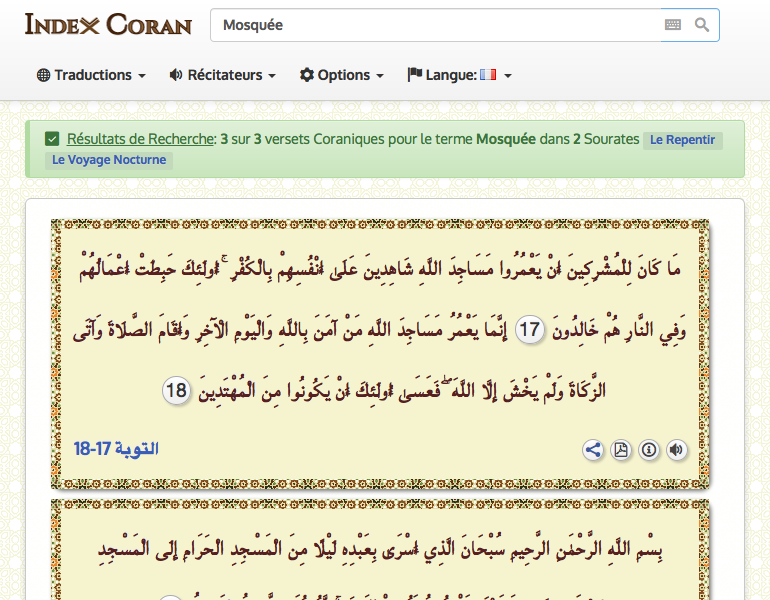 INDEX CORAN
Mosquée
Traductions Récitateurs Options Langue:
Résultats de Recherche: 3 sur 3 versets Coraniques pour le terme Mosquée dans 2 Sourates Le Repentir
Le Voyage Nocturne
مَا كَانَ لِلْمُشْرِكِينَ أَنْ يَعْمُرُوا مَسَاجِدَ اللَّهِ شَاهِدِينَ عَلَىٰ أَنْفُسِهِمْ بِالْكُفْرِ ۚ أُولَٰئِكَ حَبِطَتْ أَعْمَالُهُمْ
وَفِي النَّارِ هُمْ خَالِدُونَ 17 إِنَّمَا يَعْمُرُ مَسَاجِدَ اللَّهِ مَنْ آمَنَ بِاللَّهِ وَالْيَوْمِ الْآخِرِ وَأَقَامَ الصَّلَاةَ وَآتَى
الزَّكَاةَ وَلَمْ يَخْشَ إِلَّا اللَّهَ ۖ فَعَسَىٰ أُولَٰئِكَ أَنْ يَكُونُوا مِنَ الْمُهْتَدِينَ 18
التوبة 17-18
بِسْمِ اللَّهِ الرَّحْمَٰنِ الرَّحِيمِ سُبْحَانَ الَّذِي أَسْرَىٰ بِعَبْدِهِ لَيْلًا مِنَ الْمَسْجِدِ الْحَرَامِ إِلَى الْمَسْجِدِ